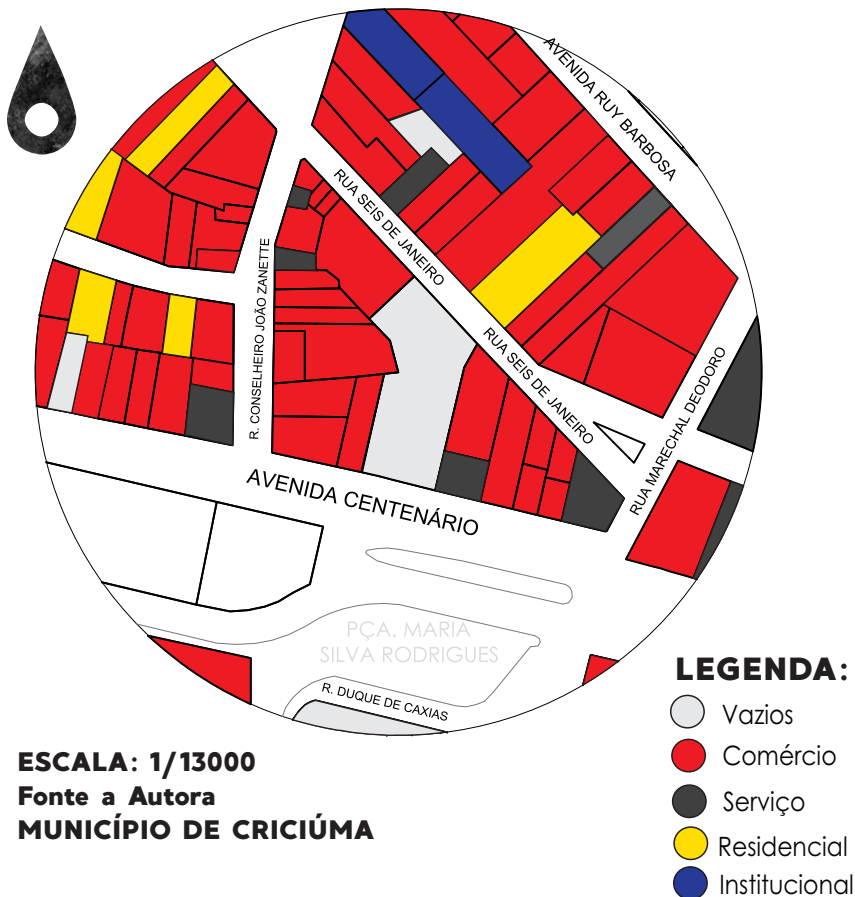 AVENIDA RUY BARBOSA
RUA SEIS DE JANEIRO
R. CONSELHEIRO JOÃO ZANETTE
RUA SEIS DE JANEIRO
RUA MARECHAL DEODORO
AVENIDA CENTENÁRIO
PÇA. MARIA
SILVA RODRIGUES
R. DUQUE DE CAXIAS
LEGENDA:
Vazios
Comércio
Serviço
Residencial
Institucional
ESCALA: 1/13000
Fonte a Autora
MUNICÍPIO DE CRICIÚMA